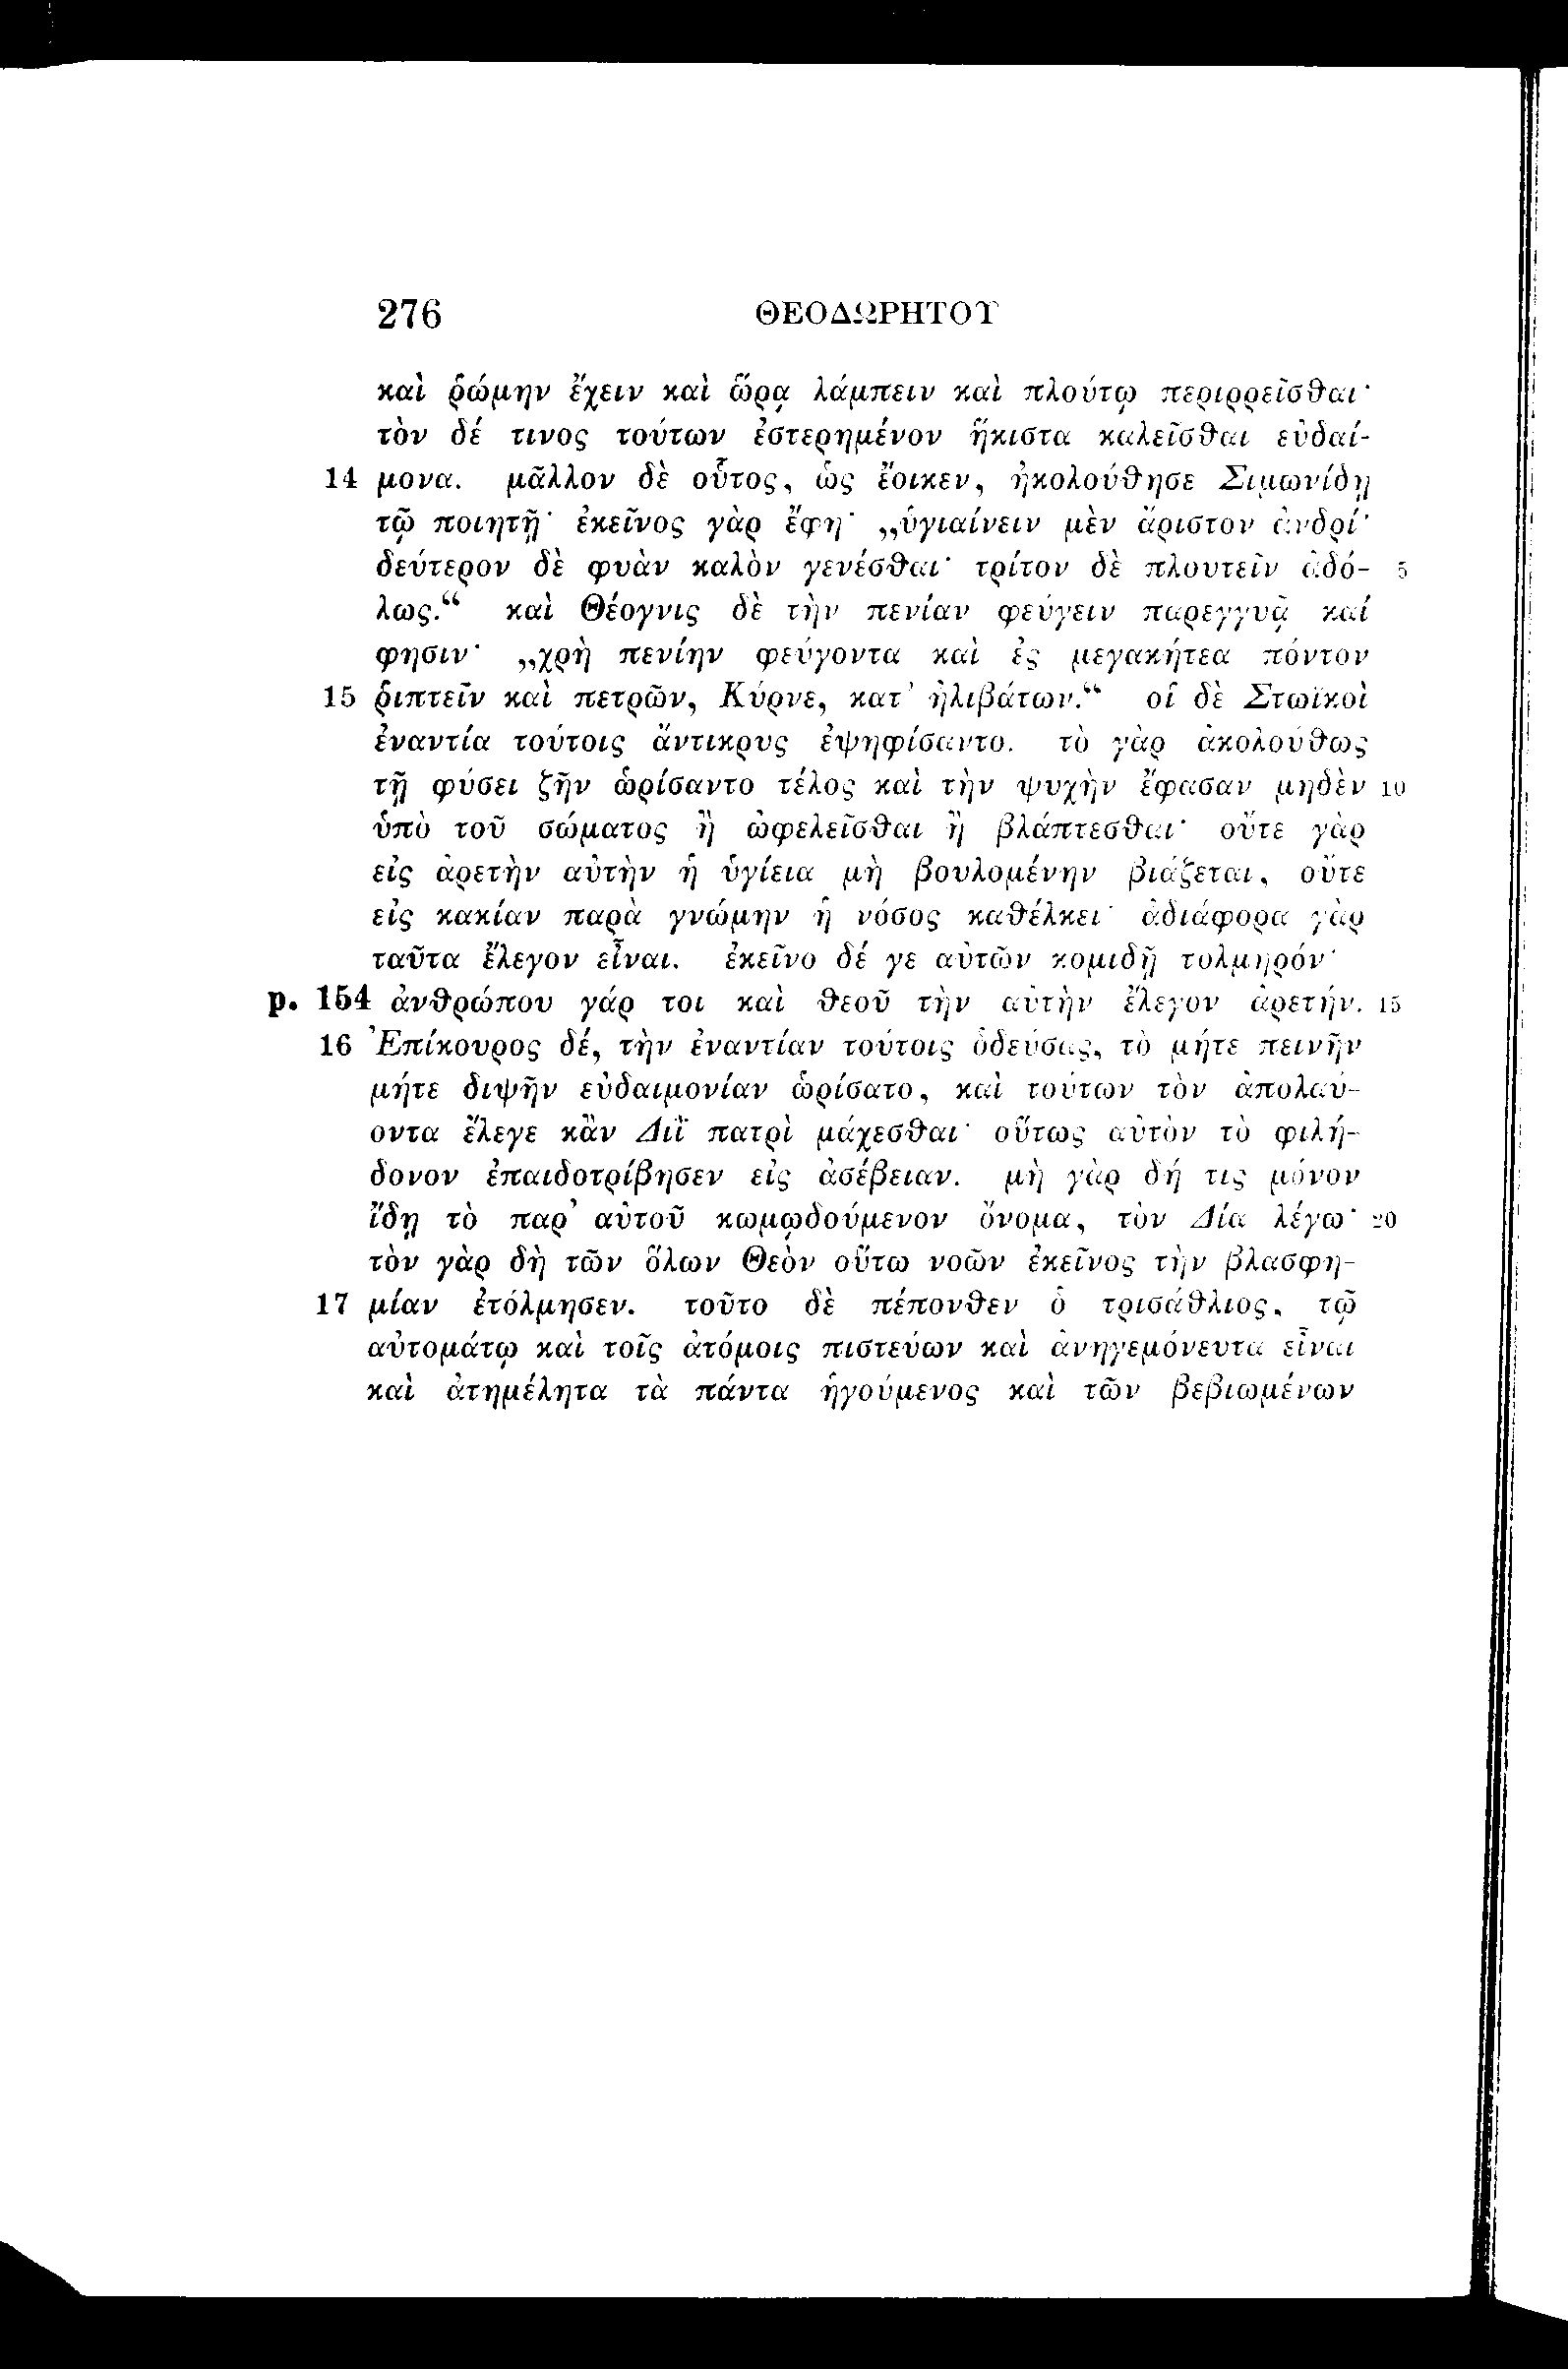 276 ΘΕΟΔΩΡΗΤΟΥ
καὶ ῥώμην ἔχειν καὶ ὥρᾳ λάμπειν καὶ πλούτῳ περιρρεῖσθαι·
τὸν δέ τινος τούτων ἐστερημένον ἥκιστα καλεῖσθαι εὐδαί-
14 μονα. μᾶλλον δὲ οὗτος, ὡς ἔοικεν, ἠκολούθησε Σιμωνίδῃ
τῷ ποιητῇ· ἐκεῖνος γὰρ ἔφη· „ὑγιαίνειν μὲν ἄριστον ἀνδρί·
δεύτερον δὲ φυὰν καλὸν γενέσθαι· τρίτον δὲ πλουτεῖν ἀδό- 5
λως.“ καὶ Θέογνις δὲ τὴν πενίαν φεύγειν παρεγγυᾷ καί
φησιν· „χρὴ πενίην φεύγοντα καὶ ἐς μεγακήτεα πόντον
15 ῥιπτεῖν καὶ πετρῶν, Κύρνε, κατ’ ἠλιβάτων.“ οἱ δὲ Στωϊκοὶ
ἐναντία τούτοις ἄντικρυς ἐψηφίσαντο. τὸ γὰρ ἀκολούθως
τῇ φύσει ζῆν ὡρίσαντο τέλος καὶ τὴν ψυχὴν ἔφασαν μηδὲν 10
ὑπὸ τοῦ σώματος ἢ ὠφελεῖσθαι ἢ βλάπτεσθαι· οὔτε γὰρ
εἰς ἀρετὴν αὐτὴν ἡ ὑγίεια μὴ βουλομένην βιάζεται, οὔτε
εἰς κακίαν παρὰ γνώμην ἡ νόσος καθέλκει· ἀδιάφορα γὰρ
ταῦτα ἔλεγον εἶναι. ἐκεῖνο δέ γε αὐτῶν κομιδῇ τολμηρόν·
p. 154 ἀνθρώπου γάρ τοι καὶ θεοῦ τὴν αὐτὴν ἔλεγον ἀρετήν. 15
16 Ἐπίκουρος δέ, τὴν ἐναντίαν τούτοις ὁδεύσας, τὸ μήτε πεινῆν
μήτε διψῆν εὐδαιμονίαν ὡρίσατο, καὶ τούτων τὸν ἀπολαύ-
οντα ἔλεγε κἂν Διῒ πατρὶ μάχεσθαι· οὕτως αὐτὸν τὸ φιλή-
δονον ἐπαιδοτρίβησεν εἰς ἀσέβειαν. μὴ γὰρ δή τις μόνον
ἴδῃ τὸ παρ’ αὐτοῦ κωμῳδούμενον ὄνομα, τὸν Δία λέγω· 20
τὸν γὰρ δὴ τῶν ὅλων Θεὸν οὕτω νοῶν ἐκεῖνος τὴν βλασφη-
17 μίαν ἐτόλμησεν. τοῦτο δὲ πέπονθεν ὁ τρισάθλιος, τῷ
αὐτομάτῳ καὶ τοῖς ἀτόμοις πιστεύων καὶ ἀνηγεμόνευτα εἶναι
καὶ ἀτημέλητα τὰ πάντα ἡγούμενος καὶ τῶν βεβιωμένων